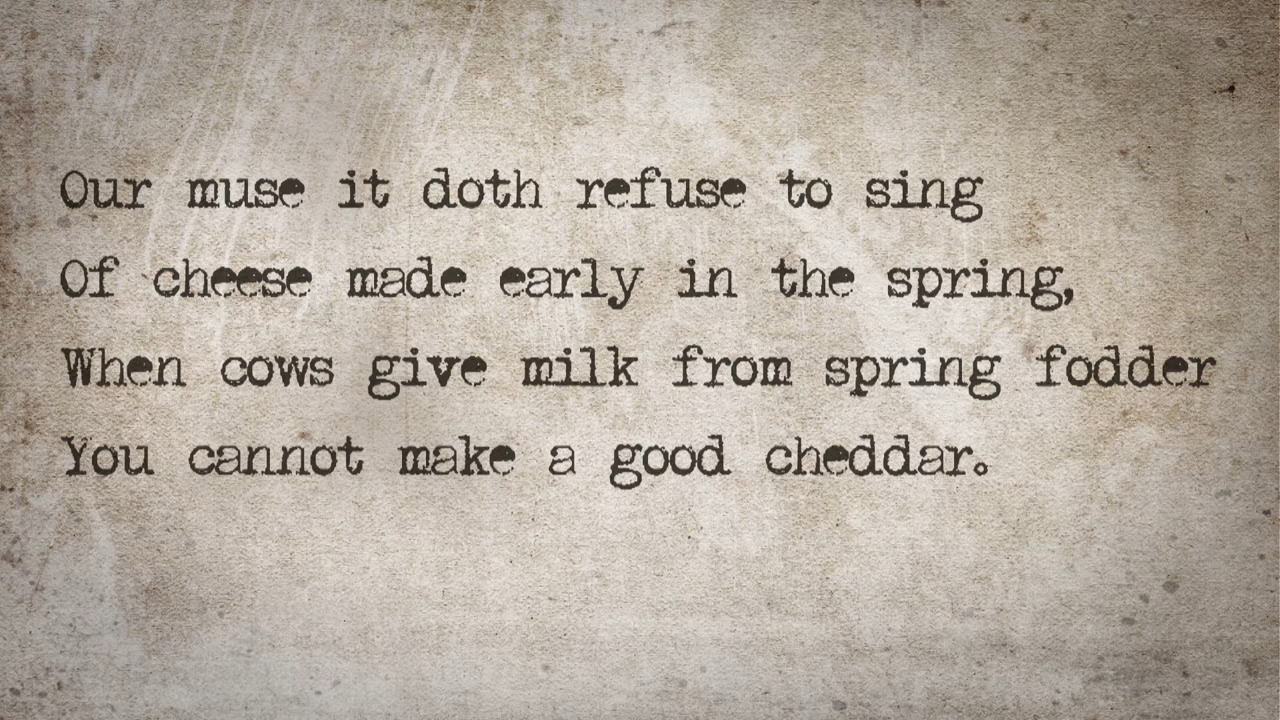 Our muse it doth refuse to sing
Of cheese made early in the spring,
When cows give milk from spring fodder
You cannot make a good cheddar.